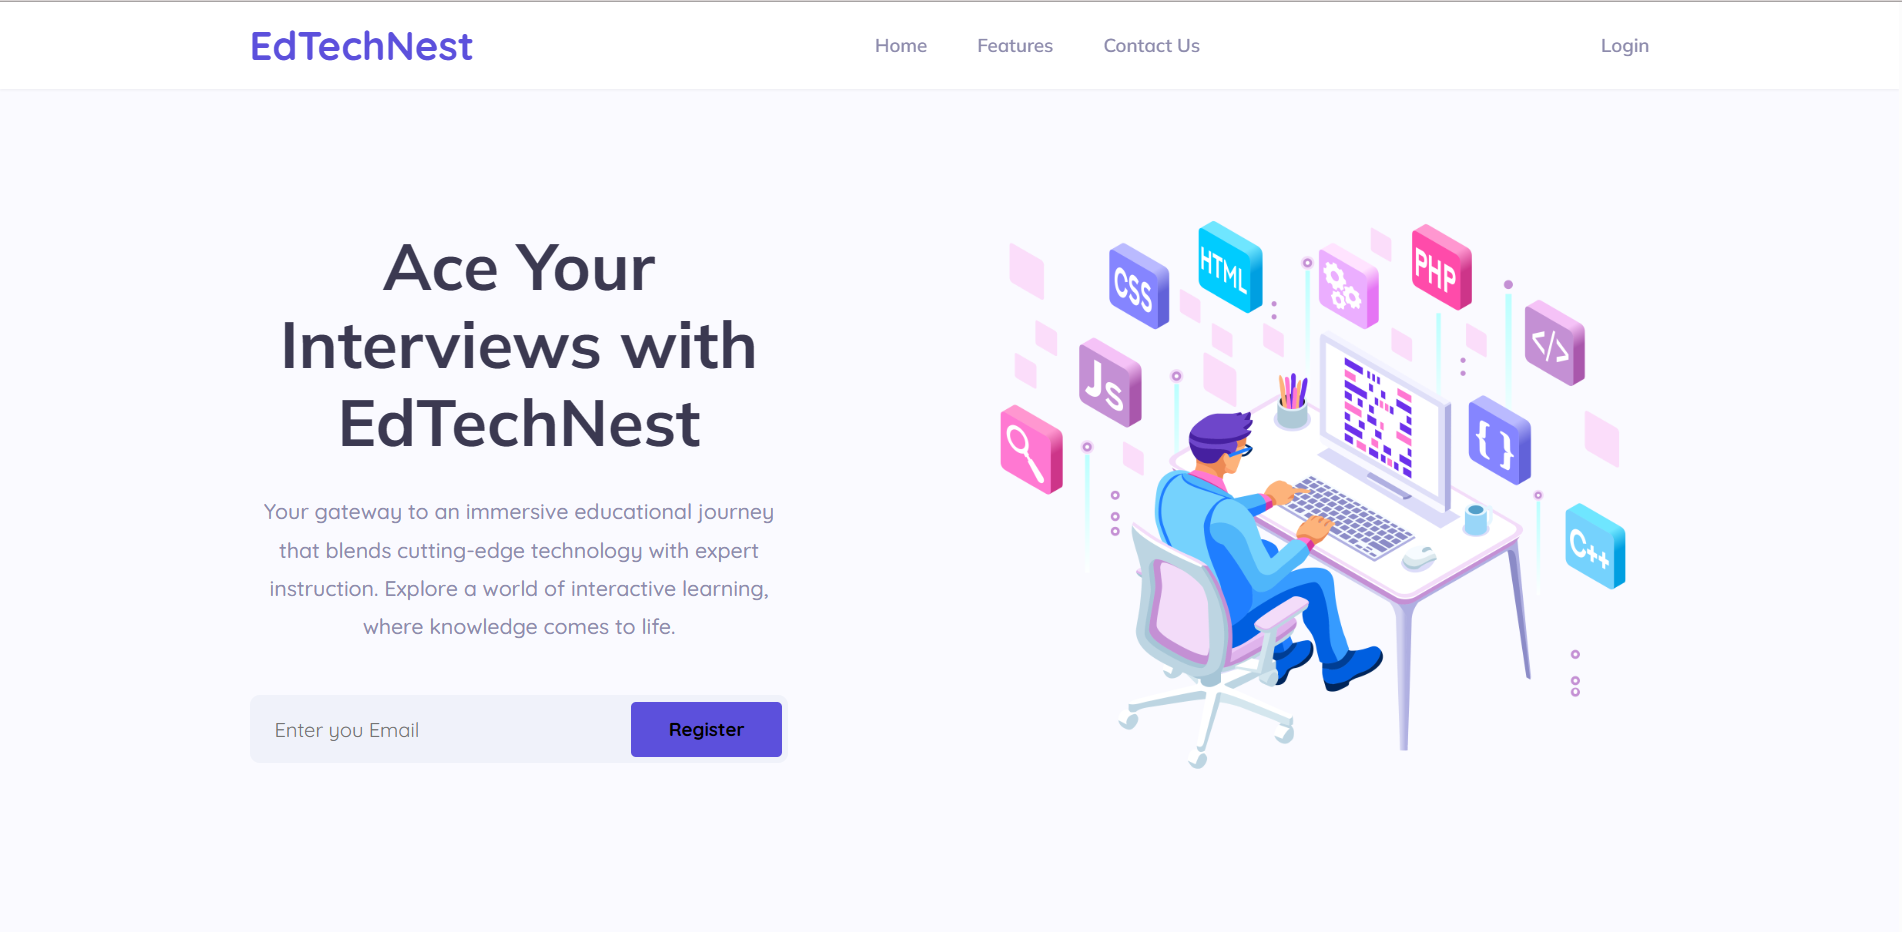 EdTechNest
Home Features Contact Us
Login
Ace Your
Interviews with
EdTechNest
Your gateway to an immersive educational journey
that blends cutting-edge technology with expert
instruction. Explore a world of interactive learning,
where knowledge comes to life.
Enter you Email
Register
CSS
HTML
PHP
</>
Js
{ }
C++